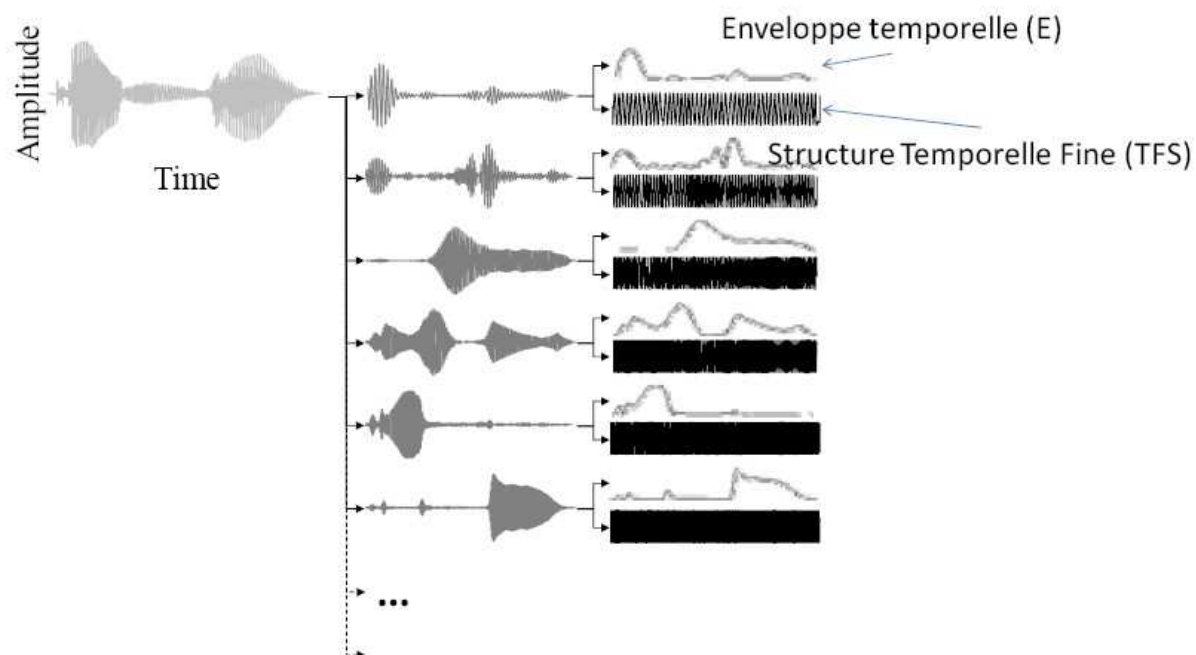 Enveloppe temporelle (E)
Amplitude
Structure Temporelle Fine (TFS)
Time
...